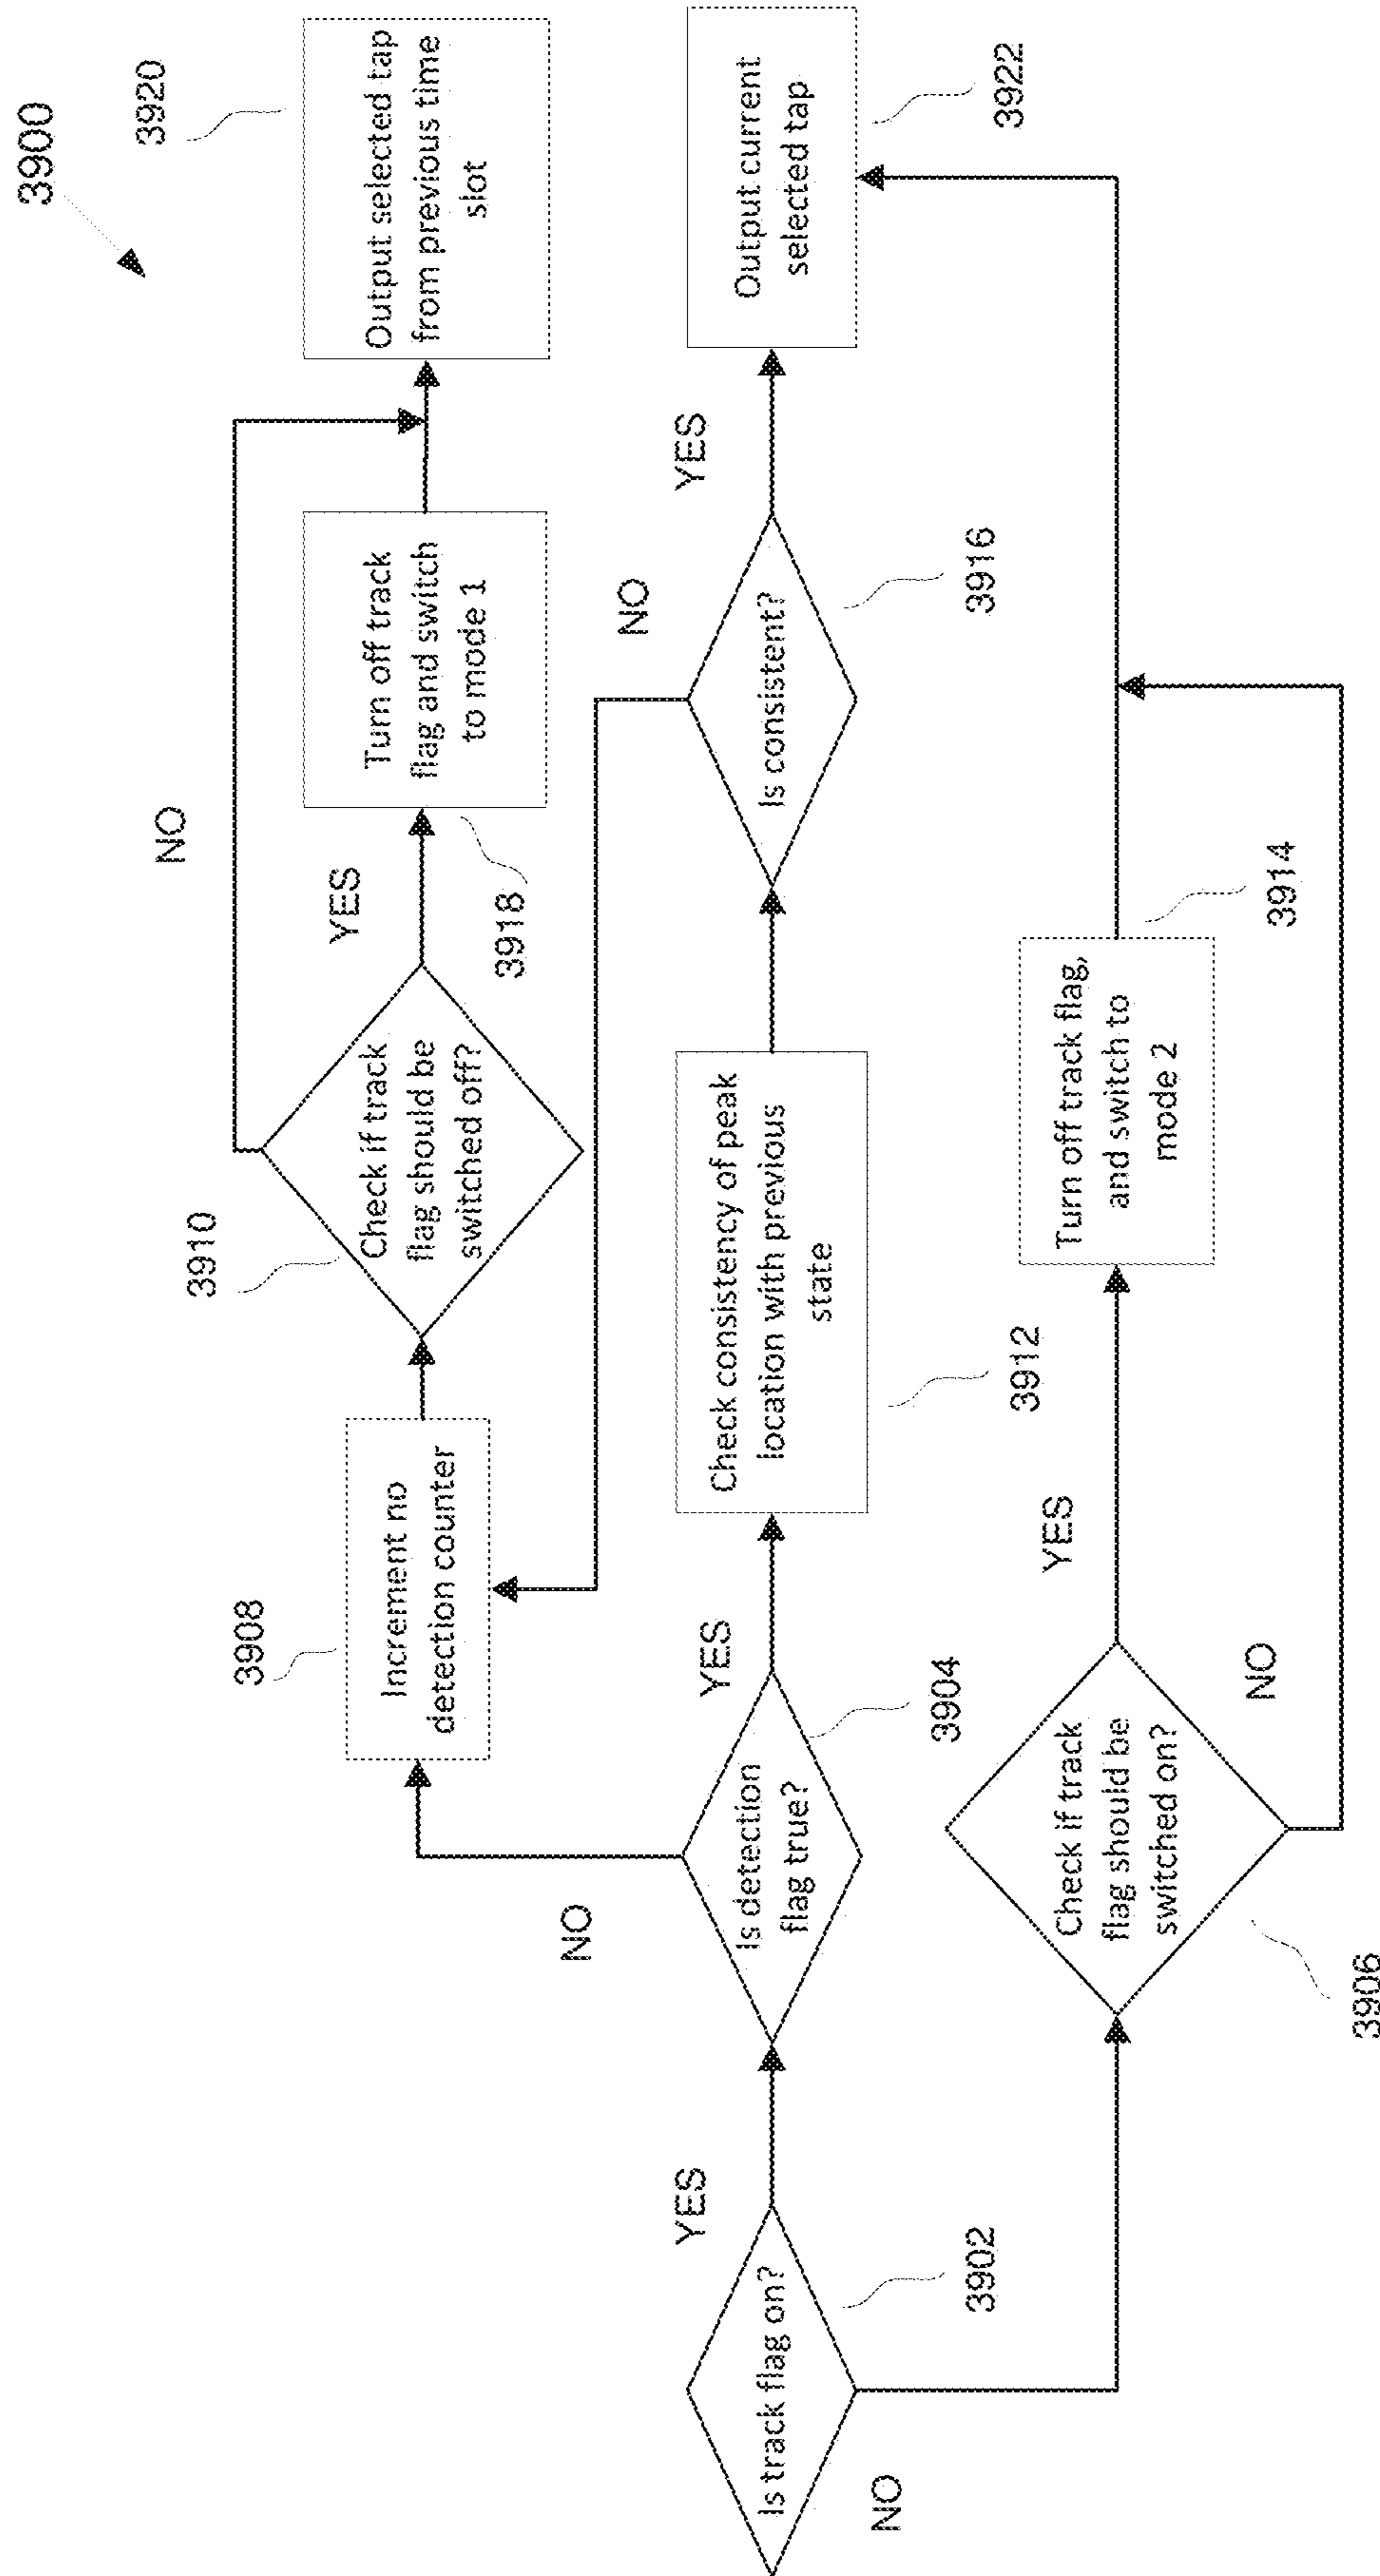 3900
Is track flag on?
3902
YES
NO
Is detection
flag true?
3904
NO
YES
Check if track
flag should be
switched on?
3906
YES
NO
Increment no
detection counter
3908
Check if track
flag should be
switched off?
3910
NO
YES
Check consistency of peak
location with previous
state
3912
Turn off track flag,
and switch to
mode 2
3914
Is consistent?
3916
NO
YES
Turn off track
flag and switch
to mode 1
3918
Output selected tap
from previous time
slot
3920
Output current
selected tap
3922